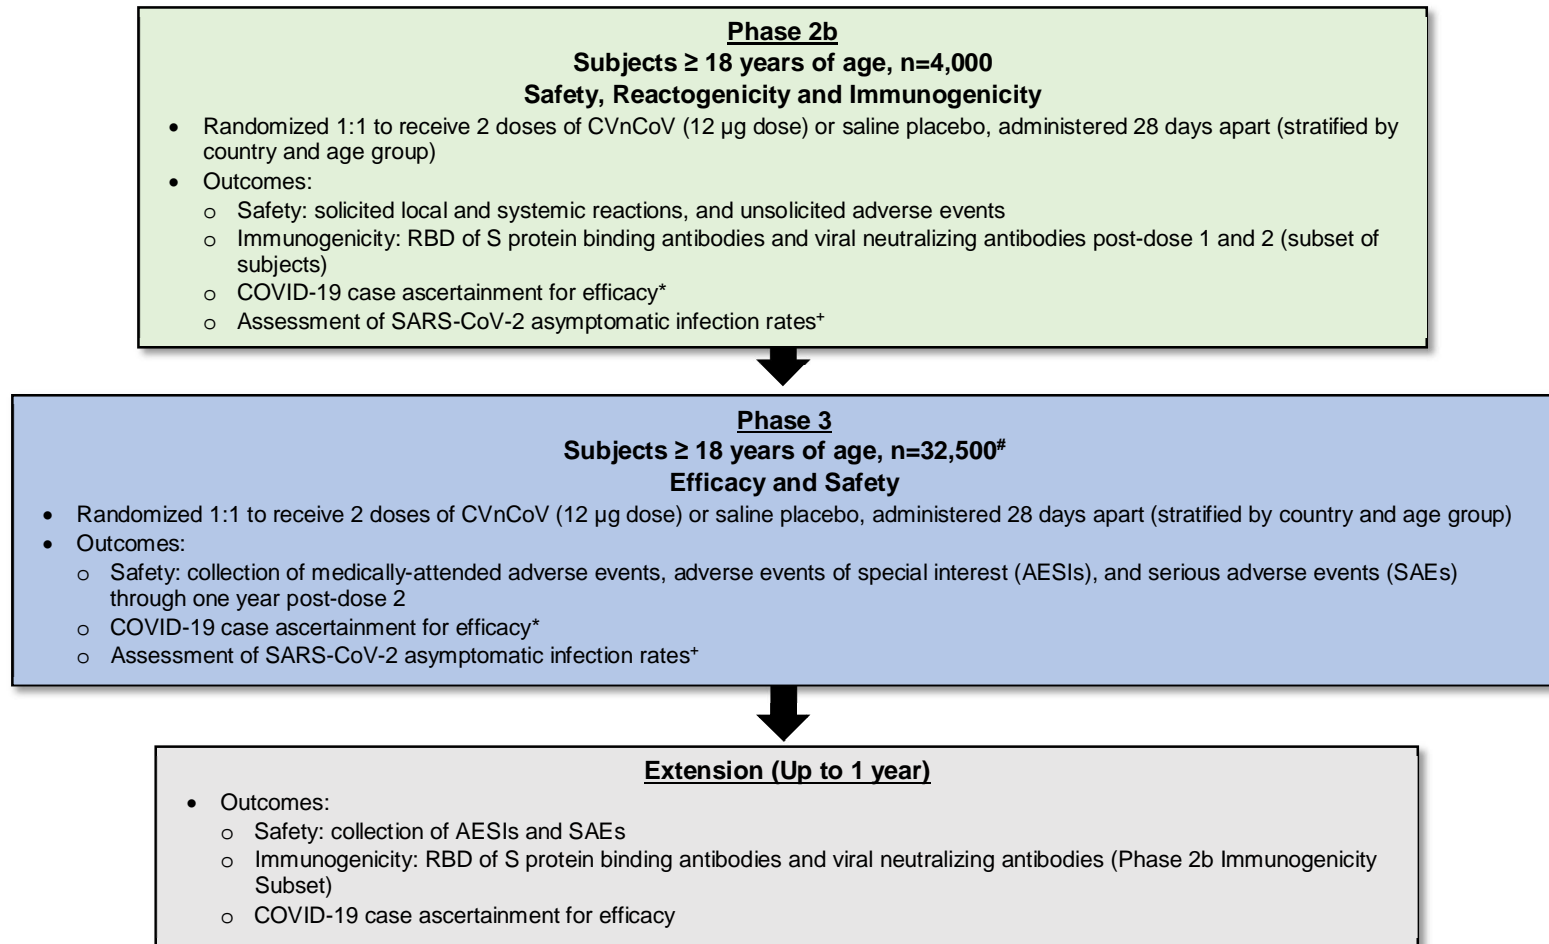 Phase 2b
Subjects ≥ 18 years of age, n=4,000
Safety, Reactogenicity and Immunogenicity
• Randomized 1:1 to receive 2 doses of CVnCoV (12 µg dose) or saline placebo, administered 28 days apart (stratified by
country and age group)
• Outcomes:
o Safety: solicited local and systemic reactions, and unsolicited adverse events
o Immunogenicity: RBD of S protein binding antibodies and viral neutralizing antibodies post-dose 1 and 2 (subset of
subjects)
o COVID-19 case ascertainment for efficacy*
o Assessment of SARS-CoV-2 asymptomatic infection rates+
Phase 3
Subjects ≥ 18 years of age, n=32,500#
Efficacy and Safety
• Randomized 1:1 to receive 2 doses of CVnCoV (12 µg dose) or saline placebo, administered 28 days apart (stratified by country and age group)
• Outcomes:
o Safety: collection of medically-attended adverse events, adverse events of special interest (AESIs), and serious adverse events (SAEs)
through one year post-dose 2
o COVID-19 case ascertainment for efficacy*
o Assessment of SARS-CoV-2 asymptomatic infection rates+
Extension (Up to 1 year)
• Outcomes:
o Safety: collection of AESIs and SAEs
o Immunogenicity: RBD of S protein binding antibodies and viral neutralizing antibodies (Phase 2b Immunogenicity
Subset)
o COVID-19 case ascertainment for efficacy